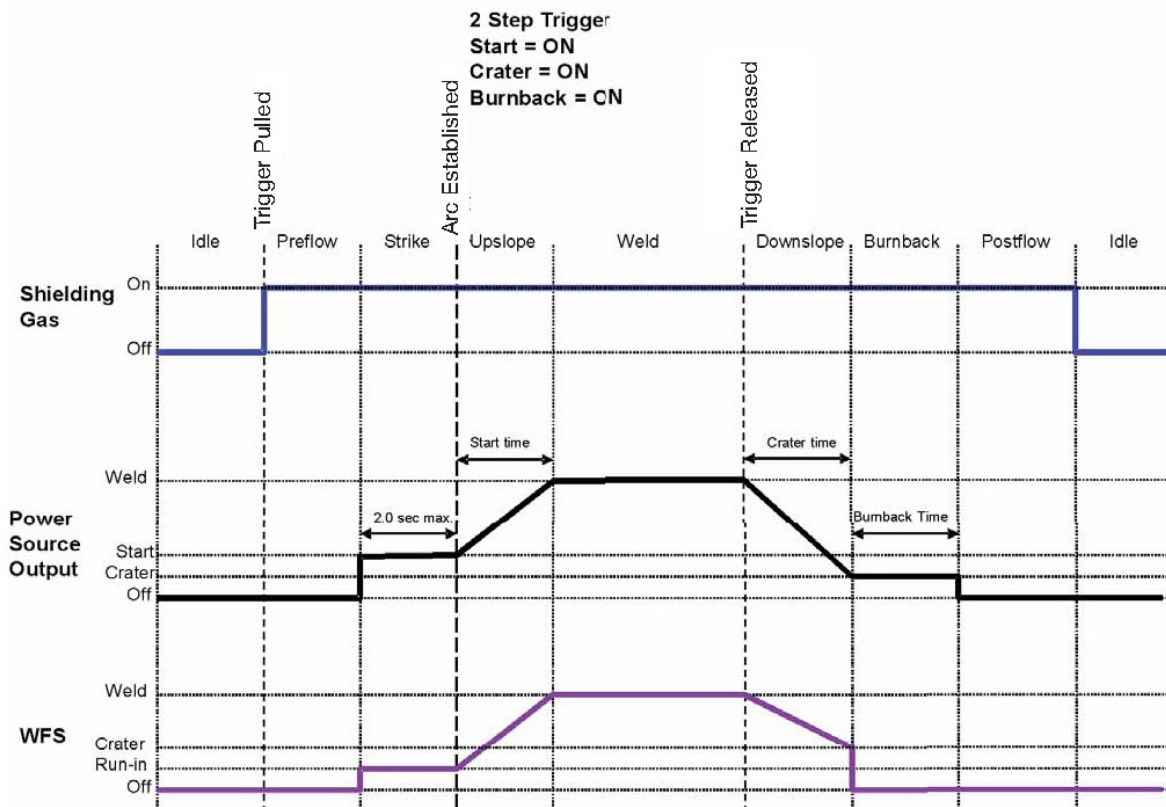 2 Step Trigger
Start = ON
Crater = ON
Burnback = ON
Trigger Pulled
Arc Established
Trigger Released
Idle
Preflow
Strike
Upslope
Weld
Downslope
Burnback
Postflow
Idle
Shielding
Gas
On
Off
Start time
Crater time
2.0 sec max.
Burnback Time
Power
Source
Output
Weld
Start
Crater
Off
WFS
Weld
Crater
Run-in
Off